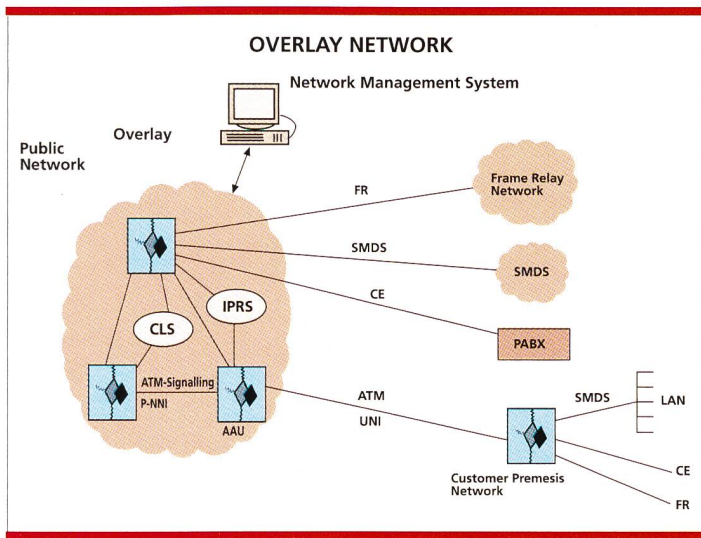 OVERLAY NETWORK
Network Management System
Overlay
Public
Network
FR
Frame Relay
Network
SMDS
SMDS
CE
IPRS
CLS
PABX
ATM-Signalling
P-NNI
AAU
ATM
UNI
SMDS
LAN
CE
Customer Premesis
Network
FR